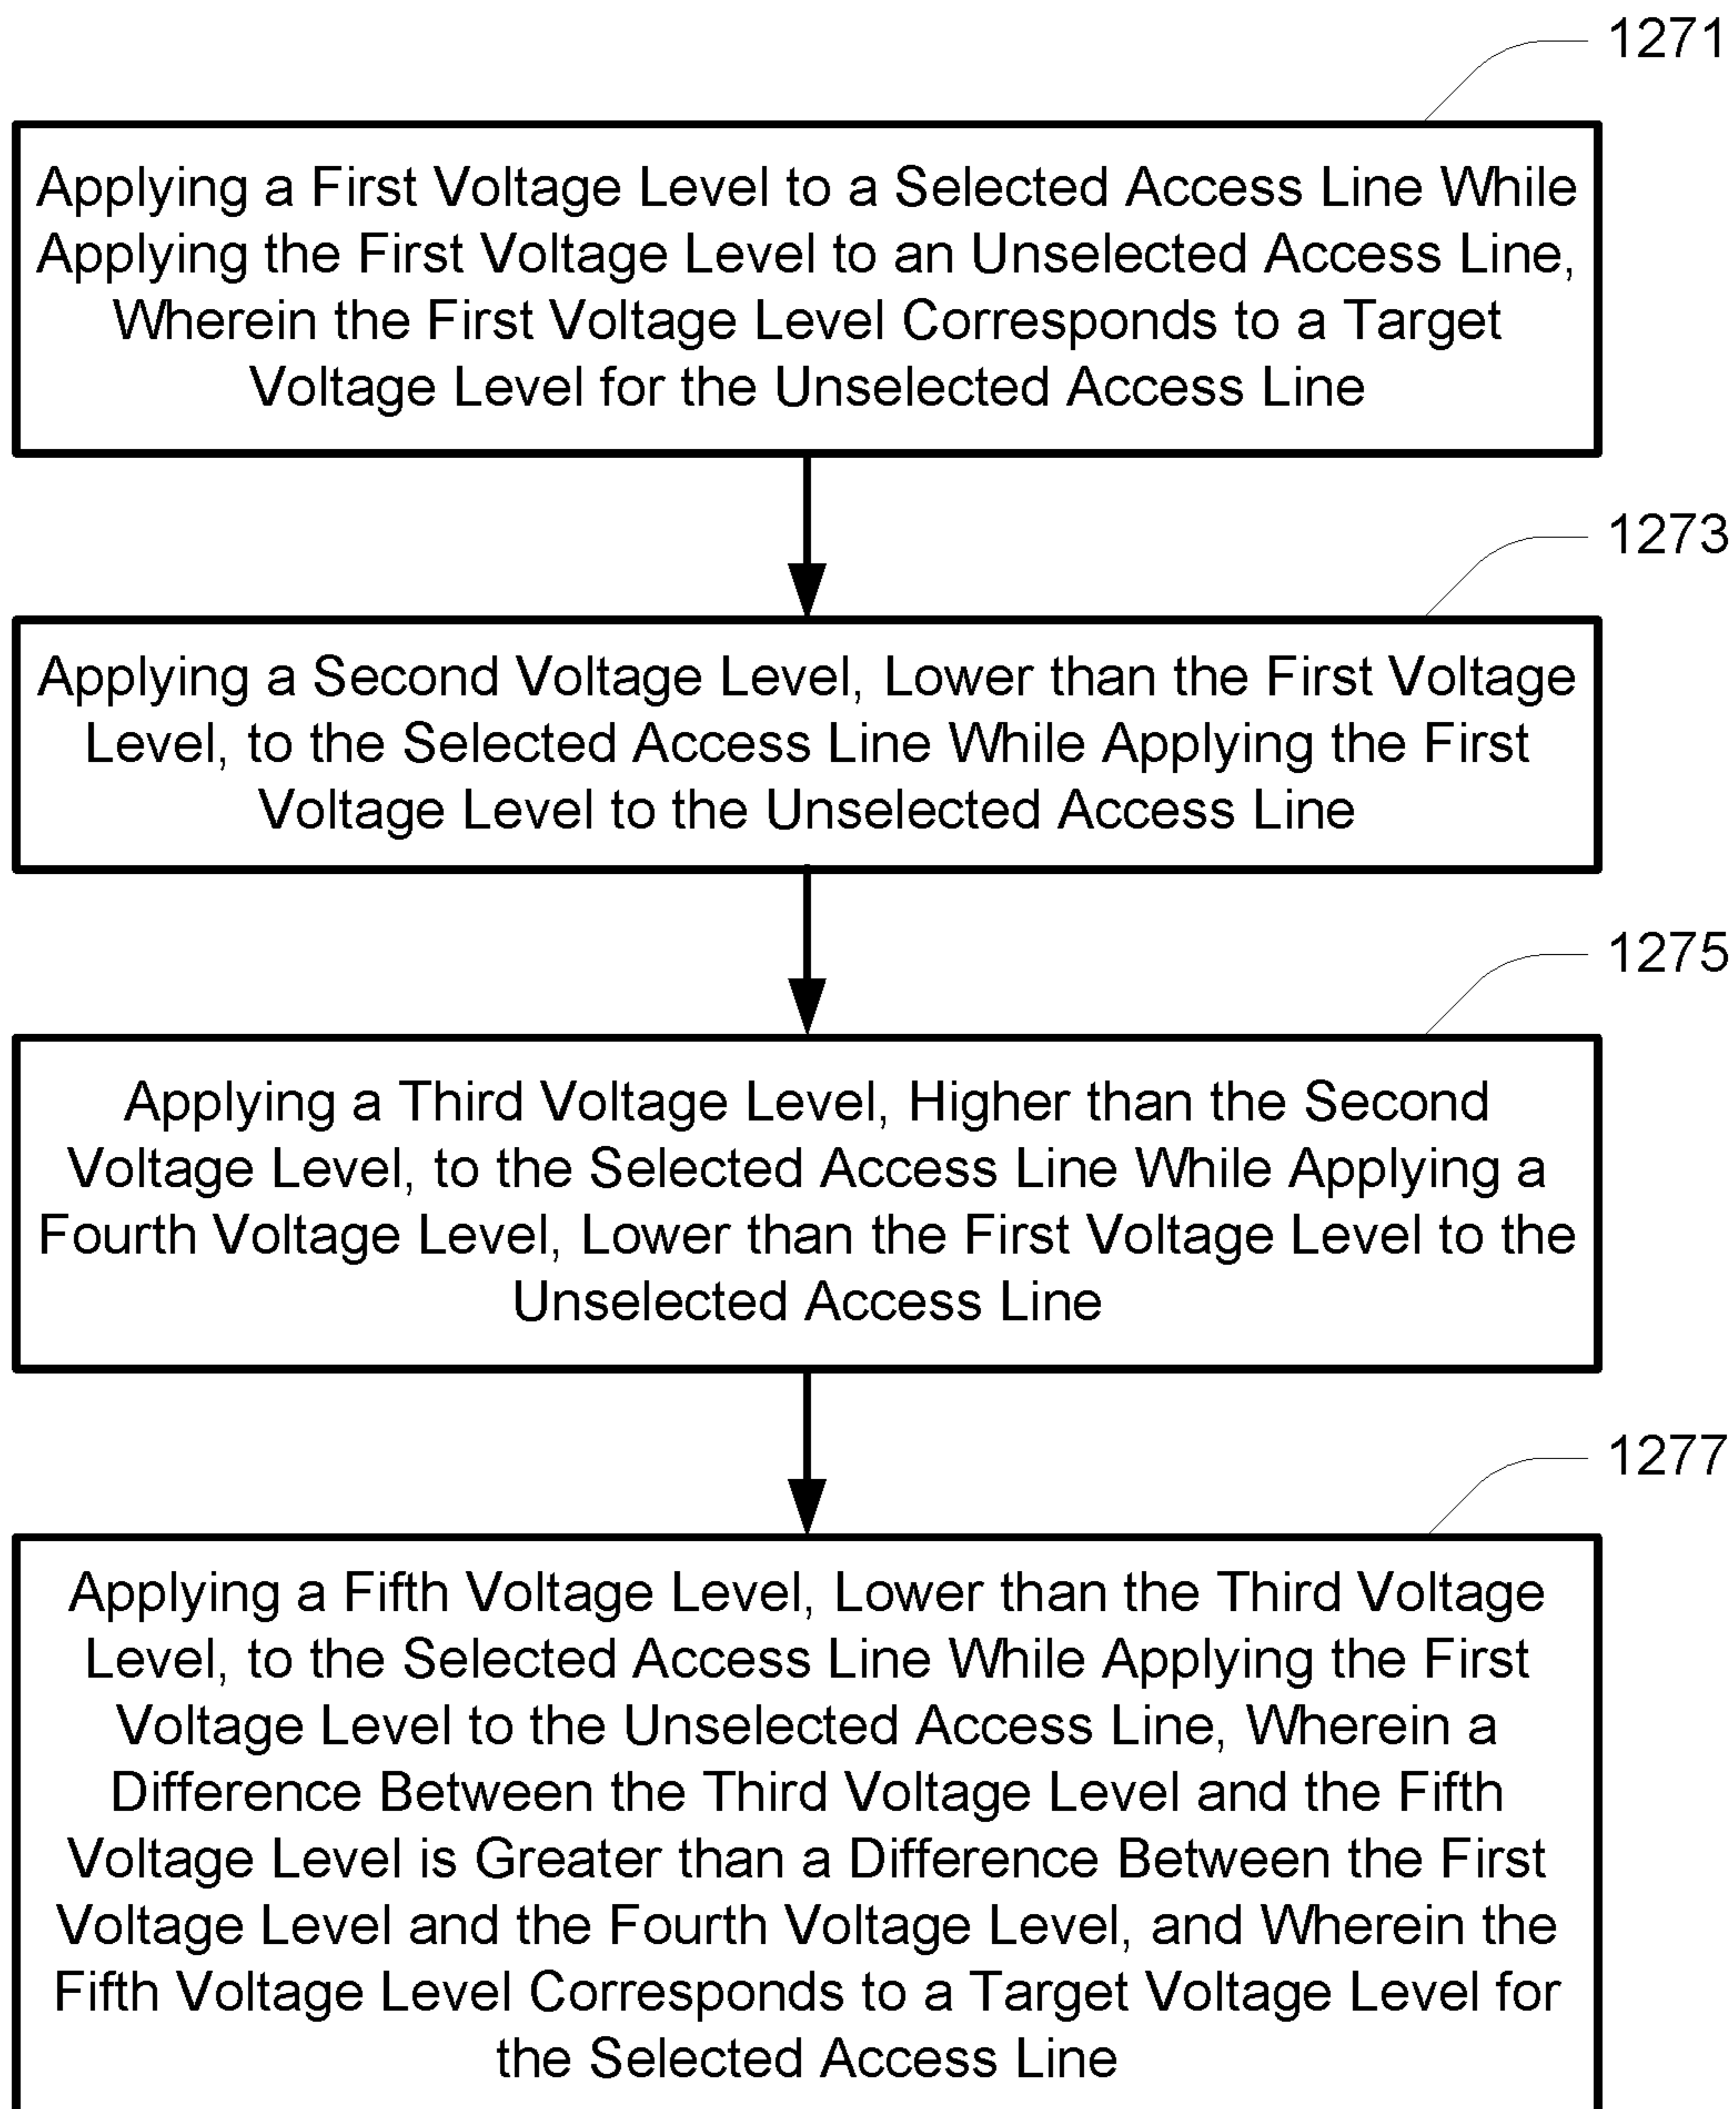 1271
Applying a First Voltage Level to a Selected Access Line While
Applying the First Voltage Level to an Unselected Access Line,
Wherein the First Voltage Level Corresponds to a Target
Voltage Level for the Unselected Access Line
1273
Applying a Second Voltage Level, Lower than the First Voltage
Level, to the Selected Access Line While Applying the First
Voltage Level to the Unselected Access Line
1275
Applying a Third Voltage Level, Higher than the Second
Voltage Level, to the Selected Access Line While Applying a
Fourth Voltage Level, Lower than the First Voltage Level to the
Unselected Access Line
1277
Applying a Fifth Voltage Level, Lower than the Third Voltage
Level, to the Selected Access Line While Applying the First
Voltage Level to the Unselected Access Line, Wherein a
Difference Between the Third Voltage Level and the Fifth
Voltage Level is Greater than a Difference Between the First
Voltage Level and the Fourth Voltage Level, and Wherein the
Fifth Voltage Level Corresponds to a Target Voltage Level for
the Selected Access Line